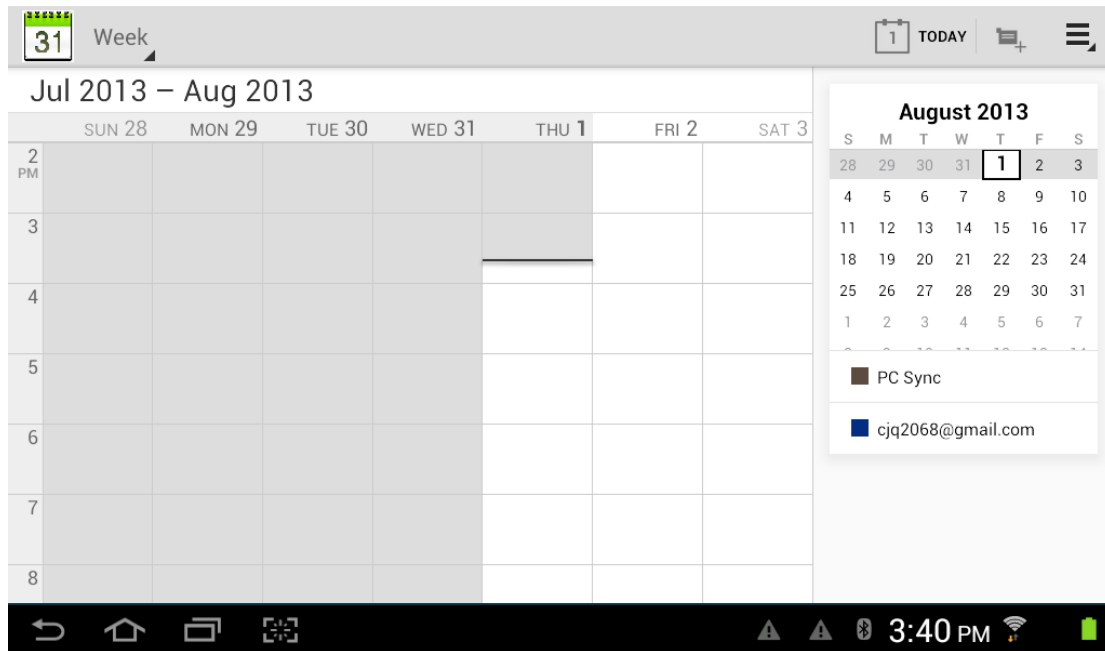 31 Week 1 TODAY
Jul 2013 – Aug 2013
SUN 28 MON 29 TUE 30 WED 31 THU 1 FRI 2 SAT 3
2
PM
3
4
5
6
7
8
August 2013
S M T W T F S
28 29 30 31 1 2 3
4 5 6 7 8 9 10
11 12 13 14 15 16 17
18 19 20 21 22 23 24
25 26 27 28 29 30 31
1 2 3 4 5 6 7
PC Sync
cjq2068@gmail.com
3:40 PM